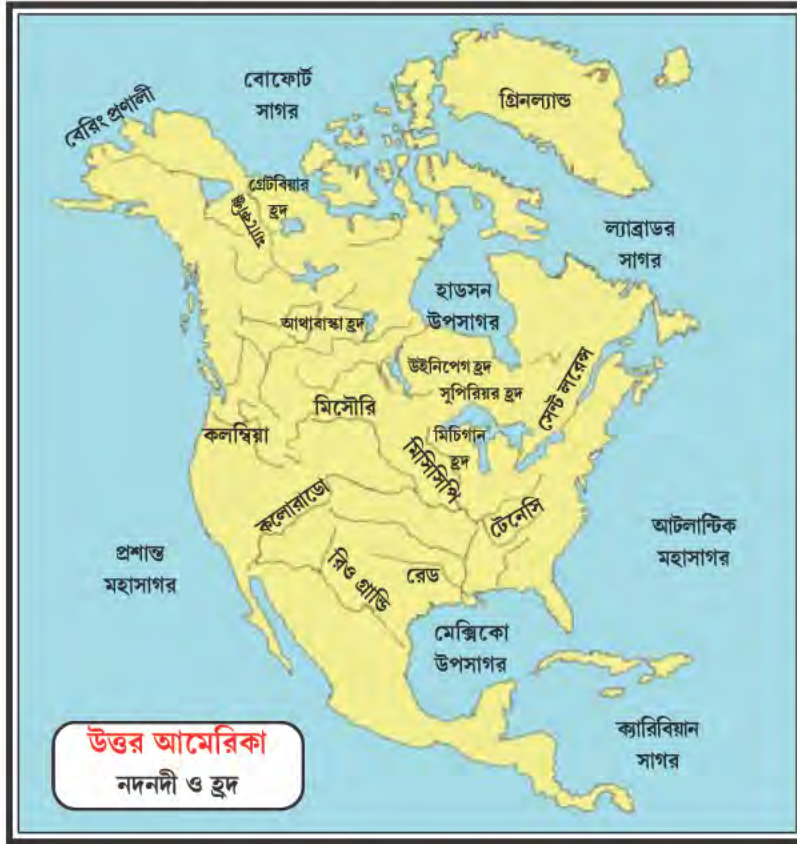 বোফোর্ট
সাগর
গ্রিনল্যান্ড
বেরিং প্রণালী
গ্রেটবিয়ার
হ্রদ
ম্যাকেঞ্জি
ল্যাব্রাডর
সাগর
হাডসন
উপসাগর
আথাবাস্কা হ্রদ
উইনিপেগ হ্রদ
সুপিরিয়র হ্রদ
সেন্ট লরেন্স
মিসৌরি
কলম্বিয়া
মিচিগান
হ্রদ
মিসিসিপি
কলোরাডো
টেনেসি
আটলান্টিক
মহাসাগর
প্রশান্ত
মহাসাগর
রিও গ্রান্ডি
রেড
মেক্সিকো
উপসাগর
ক্যারিবিয়ান
সাগর
উত্তর আমেরিকা
নদনদী ও হ্রদ